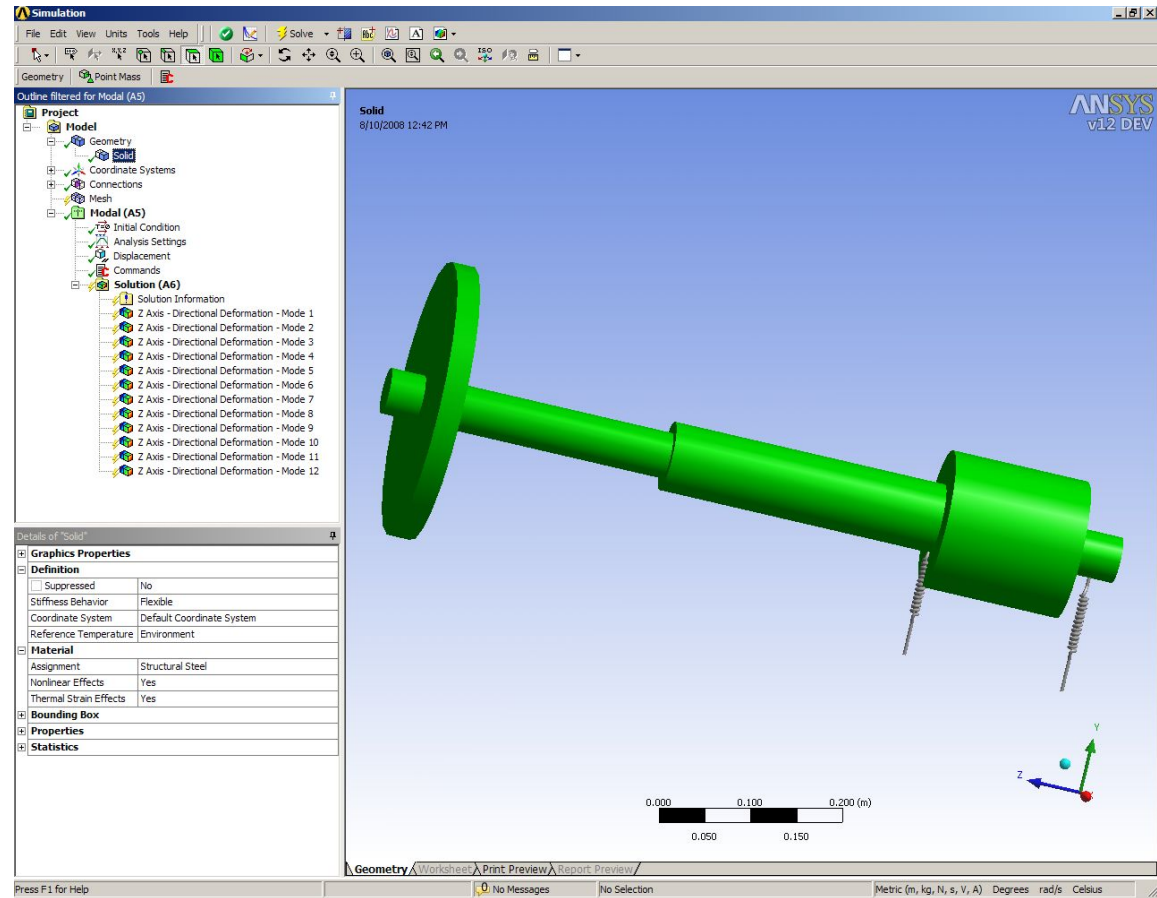 Simulation
File Edit View Units Tools Help Solve
Geometry Point Mass
Outline filtered for Modal (A5)
Project
Model
Geometry
Solid
Coordinate Systems
Connections
Mesh
Modal (A5)
Initial Condition
Analysis Settings
Displacement
Commands
Solution (A6)
Solution Information
Z Axis - Directional Deformation - Mode 1
Z Axis - Directional Deformation - Mode 2
Z Axis - Directional Deformation - Mode 3
Z Axis - Directional Deformation - Mode 4
Z Axis - Directional Deformation - Mode 5
Z Axis - Directional Deformation - Mode 6
Z Axis - Directional Deformation - Mode 7
Z Axis - Directional Deformation - Mode 8
Z Axis - Directional Deformation - Mode 9
Z Axis - Directional Deformation - Mode 10
Z Axis - Directional Deformation - Mode 11
Z Axis - Directional Deformation - Mode 12
Details of "Solid"
Graphics Properties
Definition
Suppressed No
Stiffness Behavior Flexible
Coordinate System Default Coordinate System
Reference Temperature Environment
Material
Assignment Structural Steel
Nonlinear Effects Yes
Thermal Strain Effects Yes
Bounding Box
Properties
Statistics
Solid
8/10/2008 12:42 PM
ANSYS
v12 DEV
Y
Z
X
0.000 0.100 0.200 (m)
0.050 0.150
Geometry Worksheet Print Preview Report Preview
Press F1 for Help 0 No Messages No Selection Metric (m, kg, N, s, V, A) Degrees rad/s Celsius